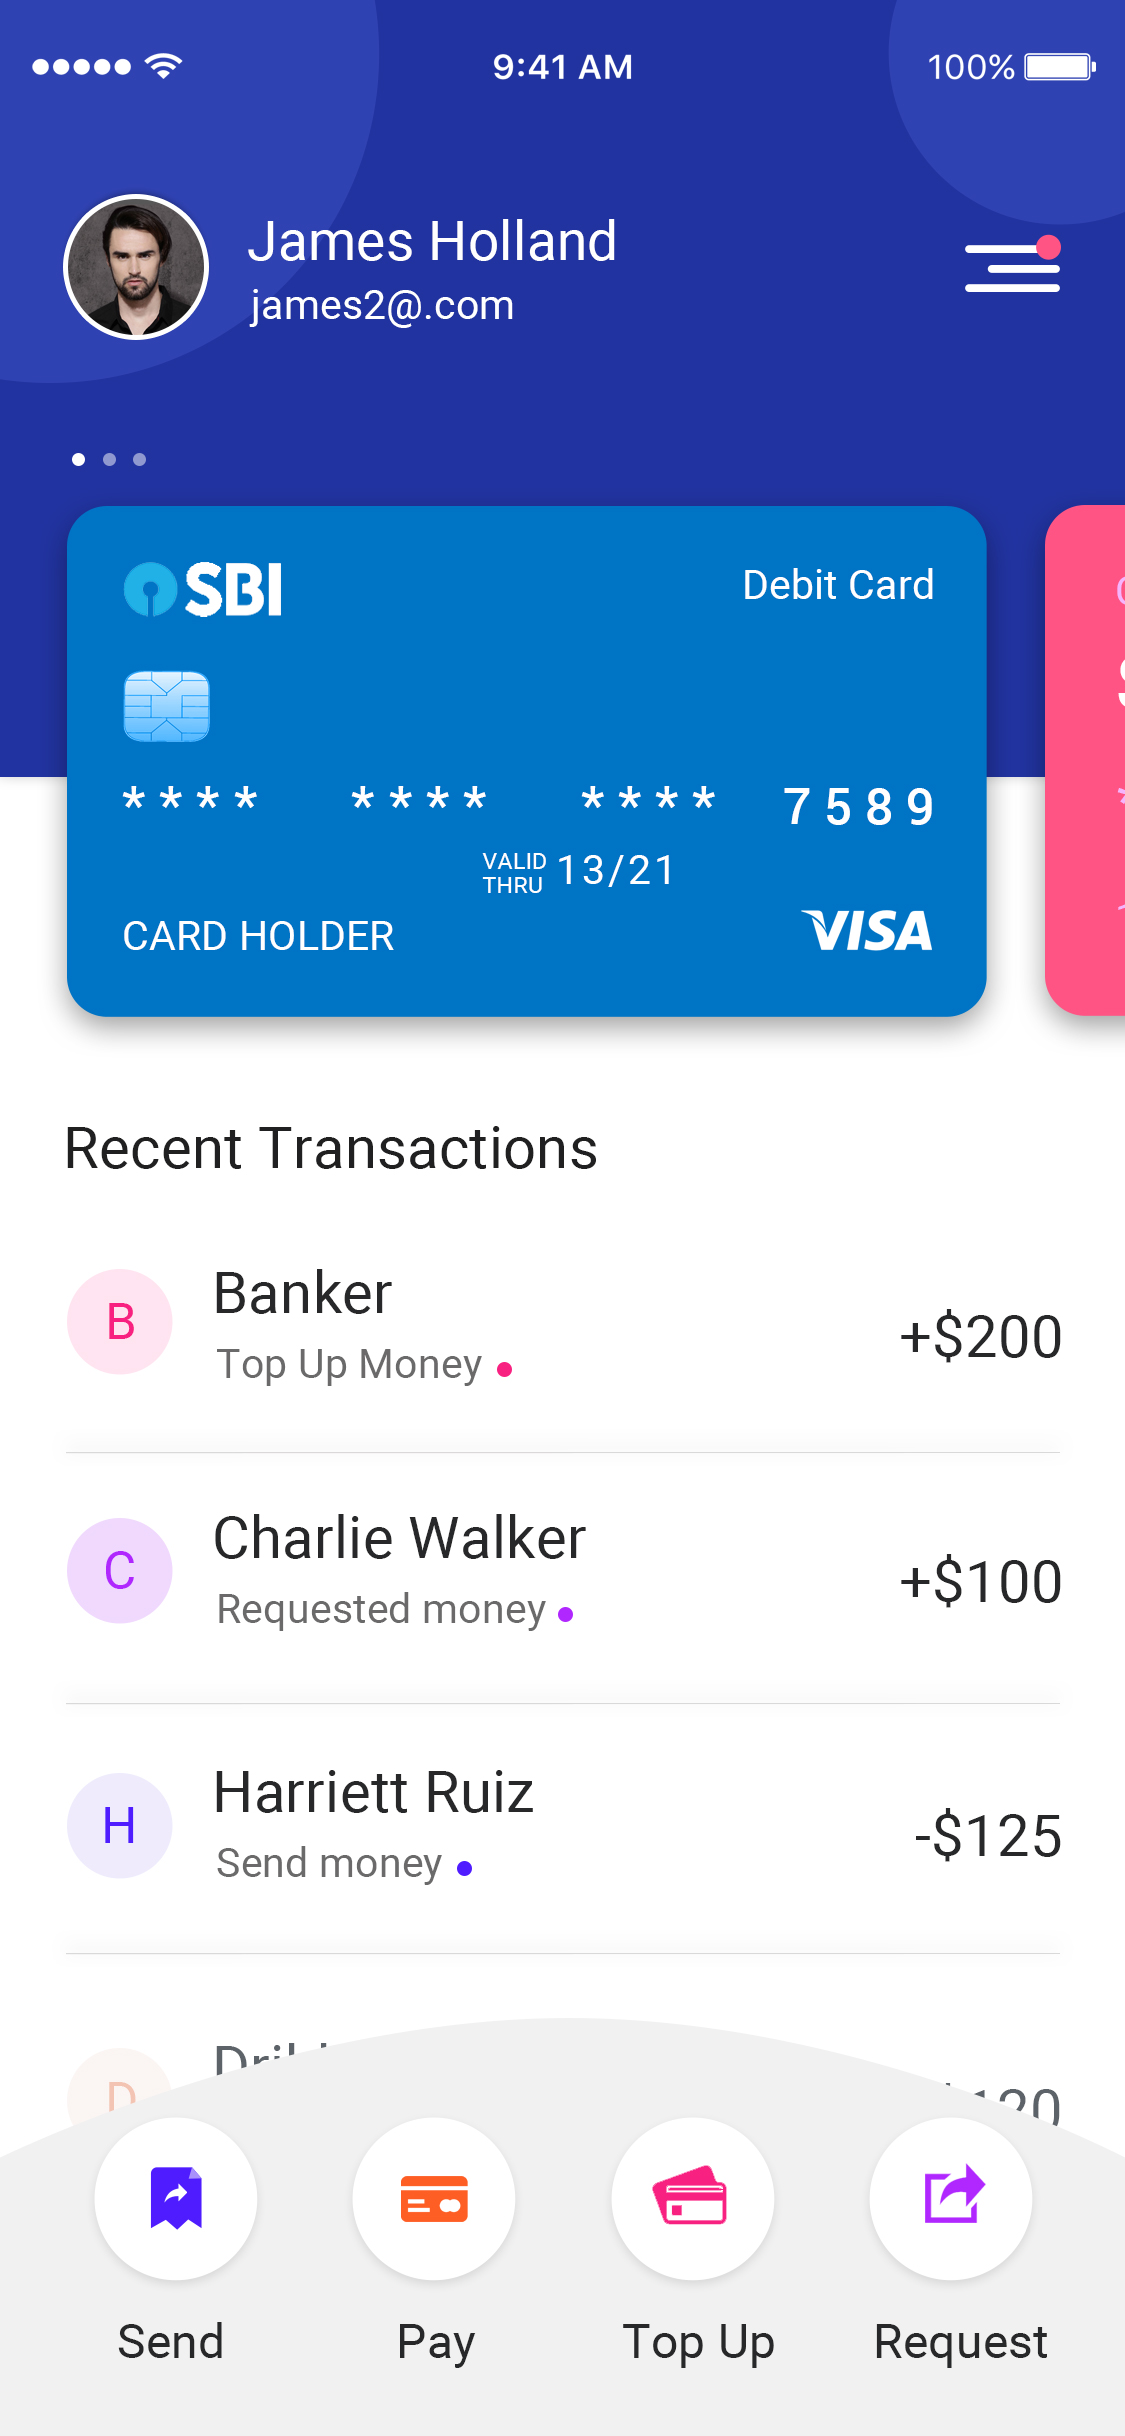 9:41 AM
100%
James Holland
james2@.com
SBI
Debit Card
**** **** **** 7589
VALID
THRU 13/21
CARD HOLDER
VISA
Recent Transactions
B
Banker
Top Up Money
+$200
C
Charlie Walker
Requested money
+$100
H
Harriett Ruiz
Send money
-$125
D
Send
Pay
Top Up
Request